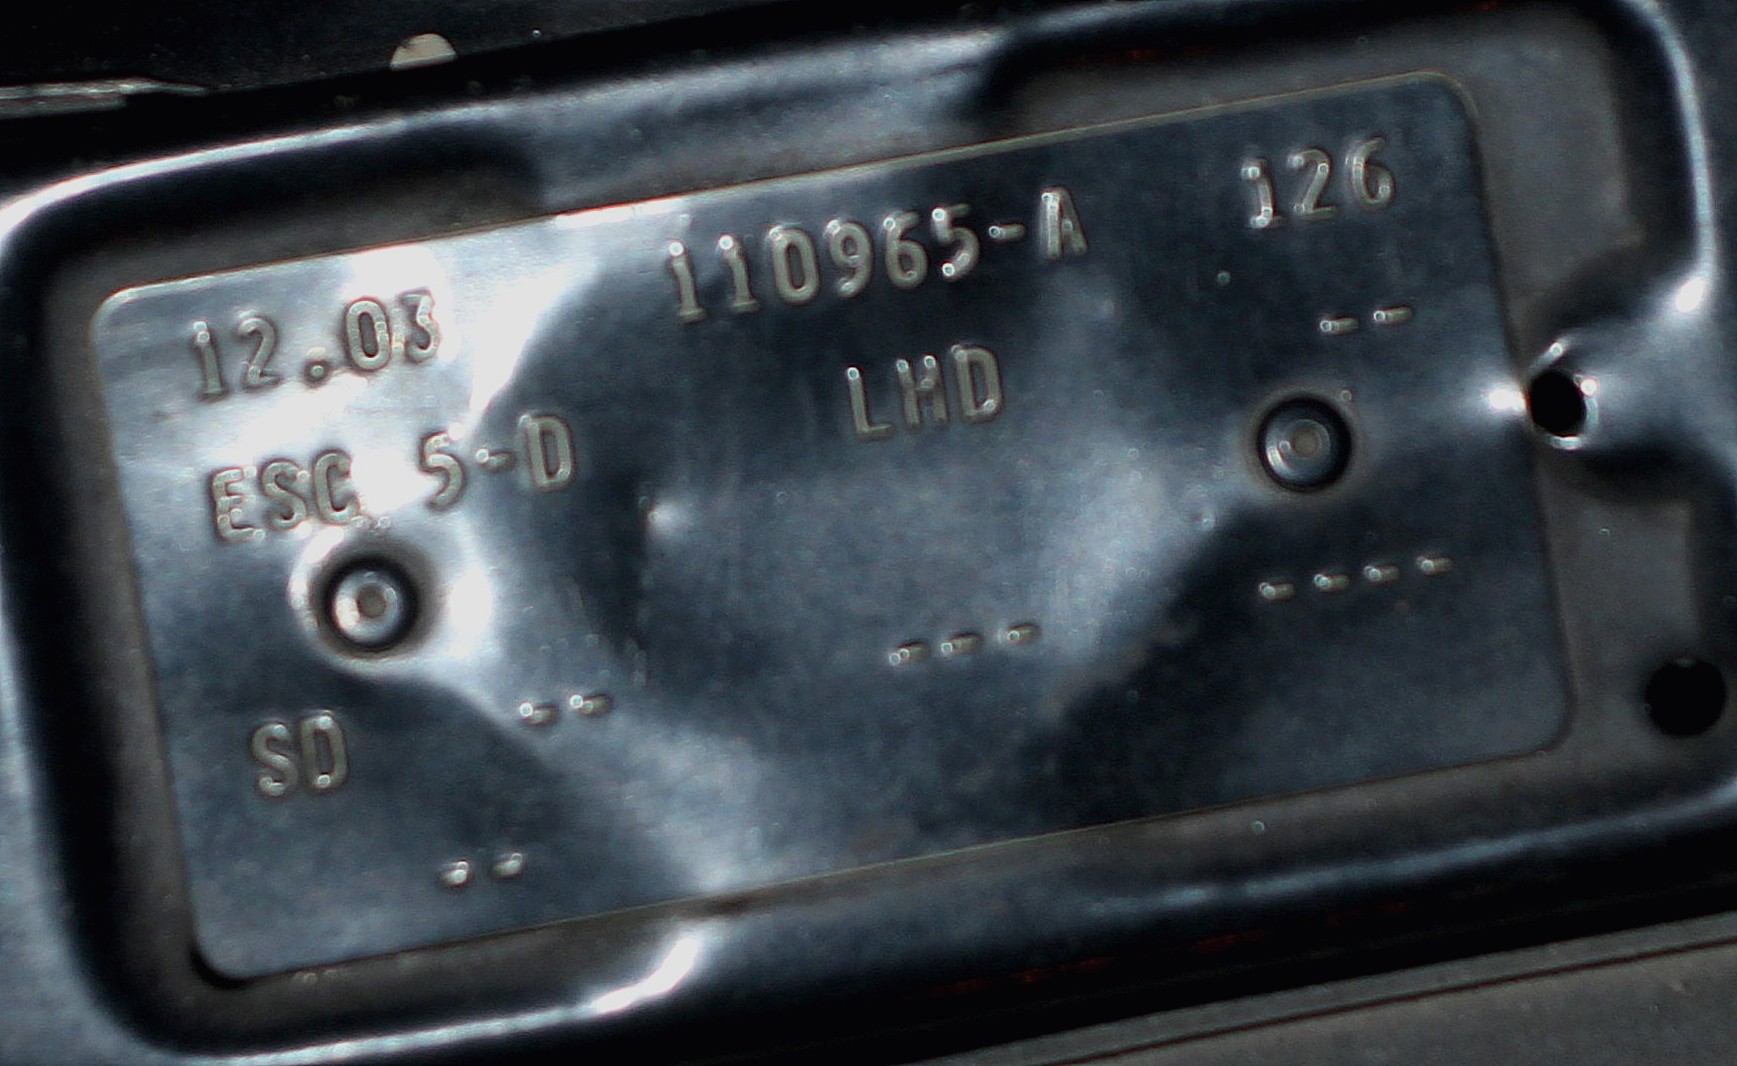 12.03 110965-A 126
--
ESC 5-D LHD
----
---
--
SD
--